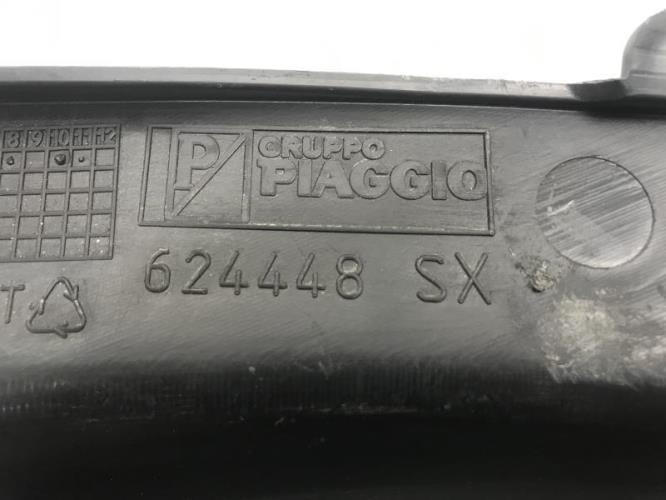 8 9 10 11 12
P
GRUPPO
PIAGGIO
624448 SX
T